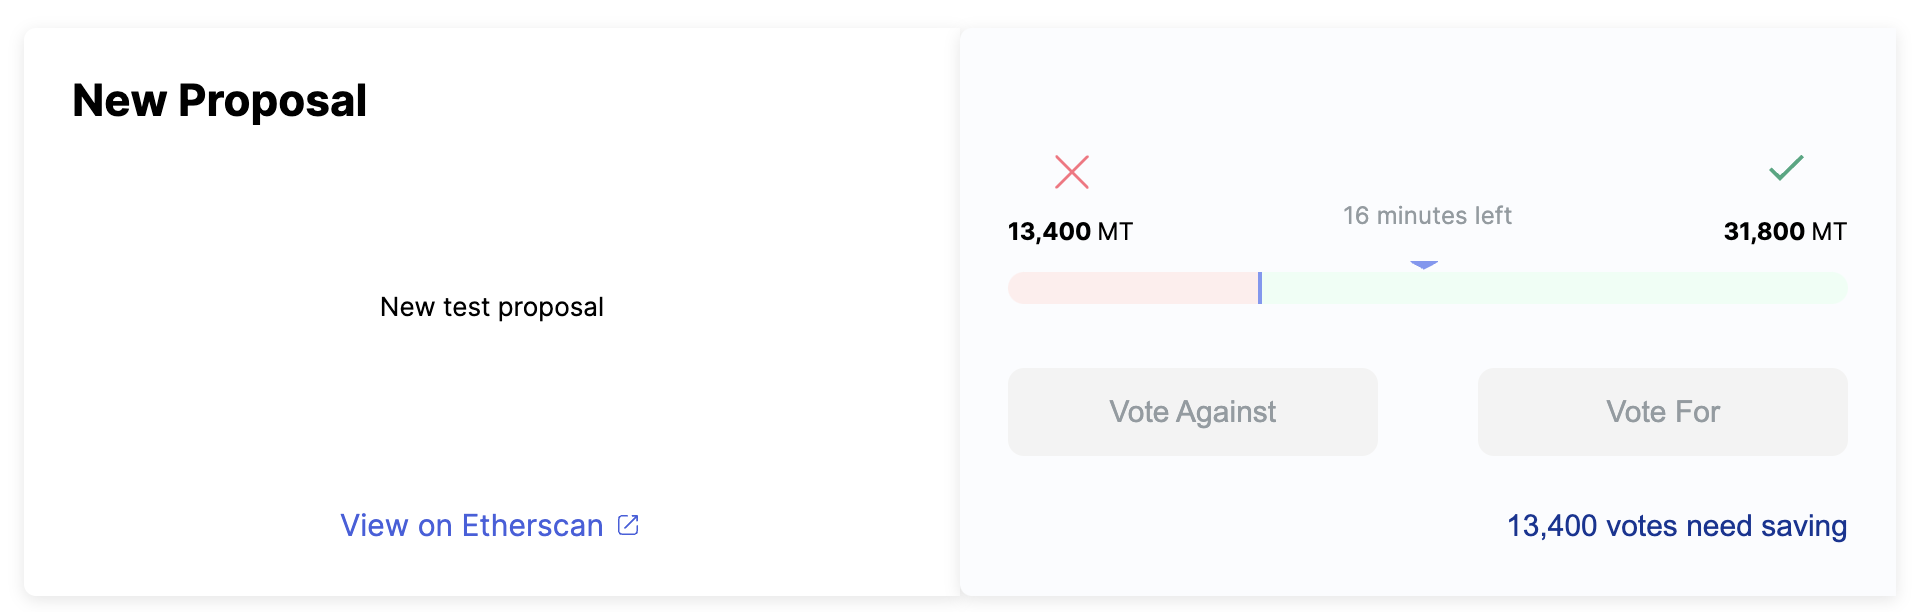 New Proposal
New test proposal
View on Etherscan
13,400 MT
16 minutes left
31,800 MT
Vote Against
Vote For
13,400 votes need saving